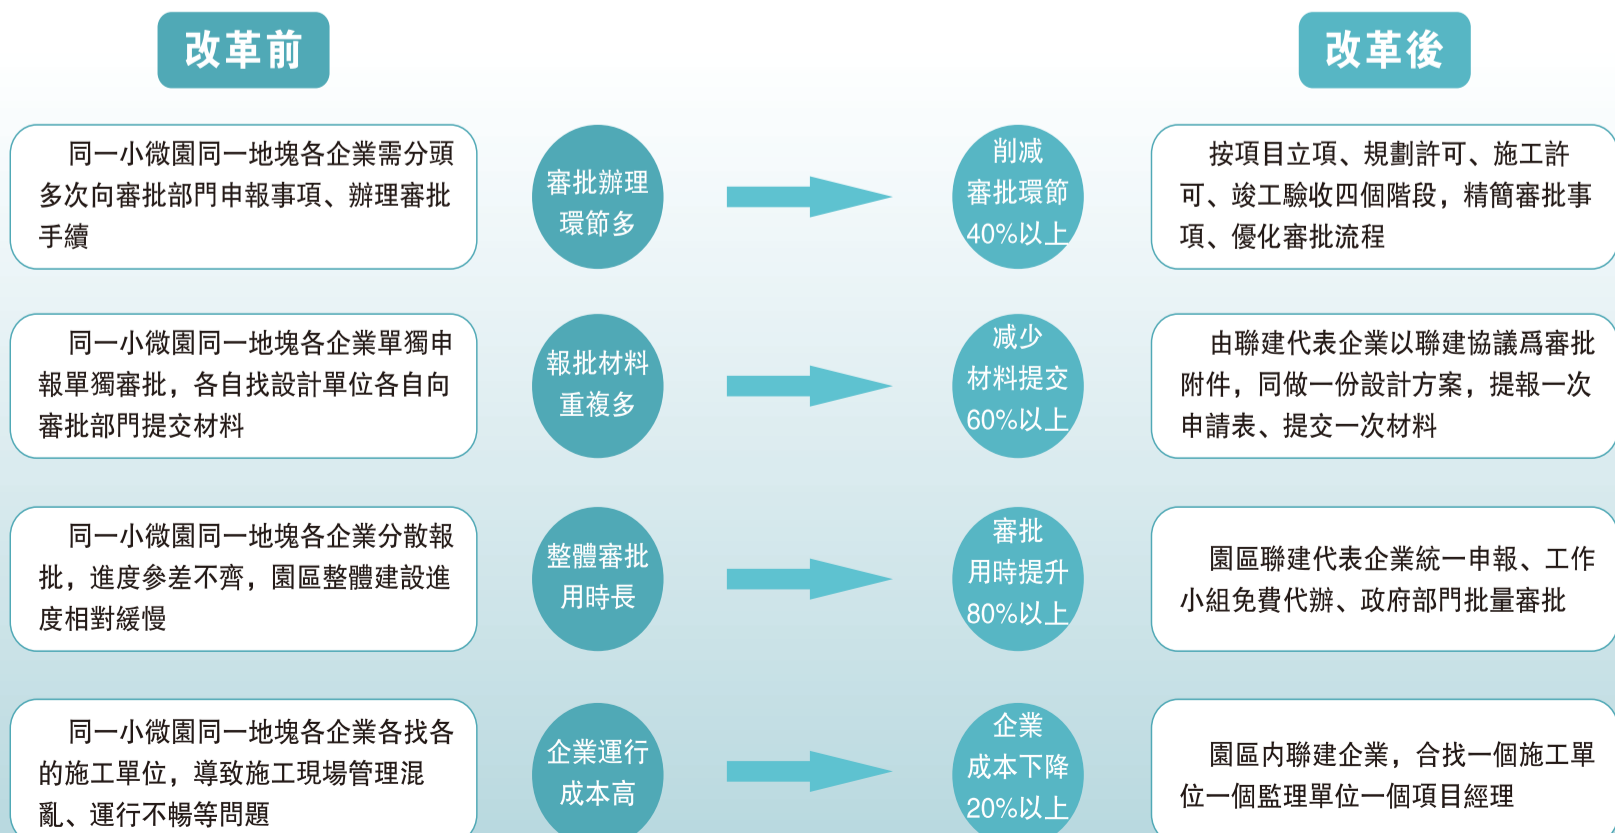 改革前
改革後
同一小微園同一地塊各企業需分頭
多次向審批部門申報事項、辦理審批
手續
審批辦理
環節多
削减
審批環節
40%以上
按項目立項、規劃許可、施工許
可、竣工驗收四個階段，精簡審批事
項、優化審批流程
同一小微園同一地塊各企業單獨申
報單獨審批，各自找設計單位各自向
審批部門提交材料
報批材料
重複多
减少
材料提交
60%以上
由聯建代表企業以聯建協議爲審批
附件，同做一份設計方案，提報一次
申請表、提交一次材料
同一小微園同一地塊各企業分散報
批，進度參差不齊，園區整體建設進
度相對緩慢
整體審批
用時長
審批
用時提升
80%以上
園區聯建代表企業統一申報、工作
小組免費代辦、政府部門批量審批
同一小微園同一地塊各企業各找各
的施工單位，導致施工現場管理混
亂、運行不暢等問題
企業運行
成本高
企業
成本下降
20%以上
園區内聯建企業，合找一個施工單
位一個監理單位一個項目經理